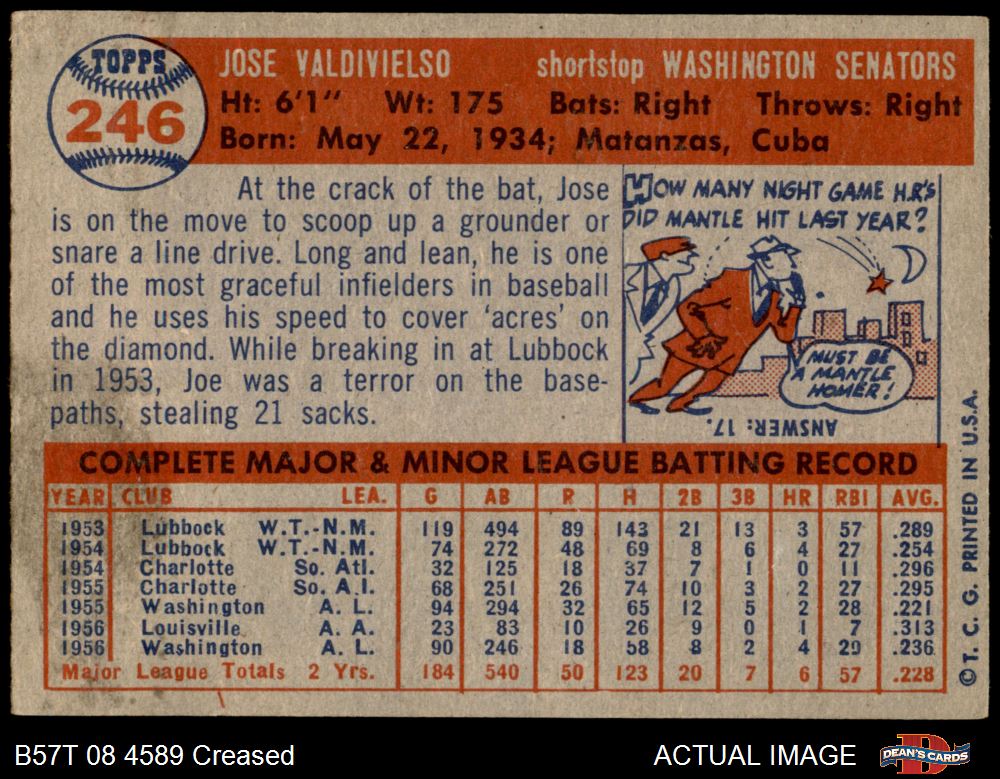 TOPPS
246
JOSE VALDIVIELSO shortstop WASHINGTON SENATORS
Ht: 6'1" Wt: 175 Bats: Right Throws: Right
Born: May 22, 1934; Matanzas, Cuba
At the crack of the bat, Jose
is on the move to scoop up a grounder or
snare a line drive. Long and lean, he is one
of the most graceful infielders in baseball
and he uses his speed to cover 'acres' on
the diamond. While breaking in at Lubbock
in 1953, Joe was a terror on the base-
paths, stealing 21 sacks.
HOW MANY NIGHT GAME H.R'S
DID MANTLE HIT LAST YEAR?
MUST BE
A MANTLE
HOMER!
ANSWER: 17.
COMPLETE MAJOR & MINOR LEAGUE BATTING RECORD
YEAR CLUB LEA. G AB R H 2B 3B HR RBI AVG.
1953 Lubbock W.T.-N.M. 119 494 89 143 21 13 3 57 .289
1954 Lubbock W.T.-N.M. 74 272 48 69 8 6 4 27 .254
1954 Charlotte So. Atl. 32 125 18 37 7 1 0 11 .296
1955 Charlotte So. A.l. 68 251 26 74 10 3 2 27 .295
1955 Washington A. L. 94 294 32 65 12 5 2 28 .221
1956 Louisville A. A. 23 83 10 26 9 0 1 7 .313
1956 Washington A. L. 90 246 18 58 8 2 4 29 .236
Major League Totals 2 Yrs. 184 540 50 123 20 7 6 57 .228
© T. C. G. PRINTED IN U.S.A.
B57T 08 4589 Creased ACTUAL IMAGE
DEAN'S CARDS